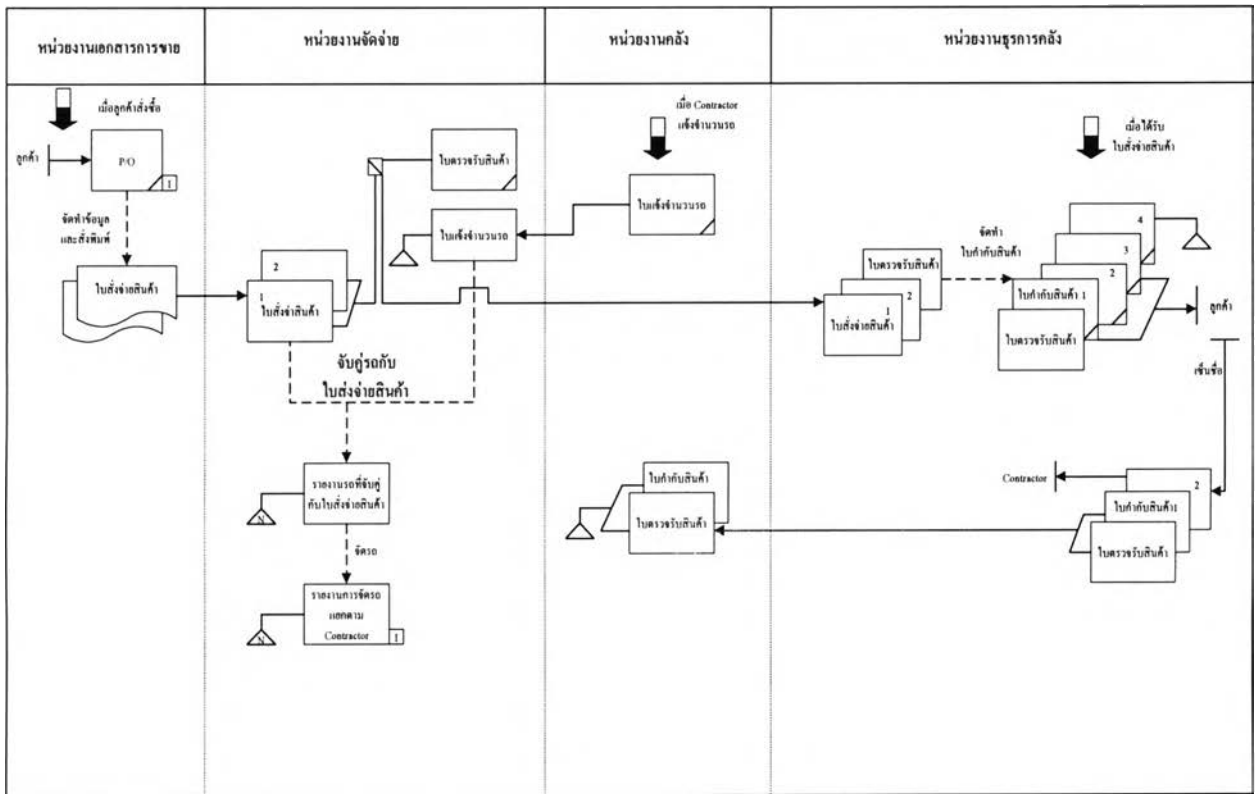 หน่วยงานเอกสารการขาย
หน่วยงานจัดจ่าย
หน่วยงานคลัง
หน่วยงานธุรการคลัง
เมื่อลูกค้าสั่งซื้อ
ลูกค้า
P/O
1
จัดทำข้อมูล
และสั่งพิมพ์
ใบสั่งจ่ายสินค้า
2
1
ใบสั่งจ่าสินค้า
ใบตรวจรับสินค้า
ใบแจ้งจำนวนรถ
จับคู่รถกับ
ใบส่งจ่ายสินค้า
รายงานรถที่จับคู่
กับใบสั่งจ่ายสินค้า
N
จัดรถ
รายงานการจัดรถ
แยกตาม
Contractor
1
N
เมื่อ Contractor
แจ้งจำนวนรถ
ใบแจ้งจำนวนรถ
ใบกำกับสินค้า
ใบตรวจรับสินค้า
เมื่อได้รับ
ใบสั่งจ่ายสินค้า
ใบตรวจรับสินค้า
2
1
ใบสั่งจ่ายสินค้า
จัดทำ
ใบกำกับสินค้า
4
3
2
ใบกำกับสินค้า 1
ใบตรวจรับสินค้า
ลูกค้า
เซ็นชื่อ
Contractor
2
ใบกำกับสินค้า1
ใบตรวจรับสินค้า